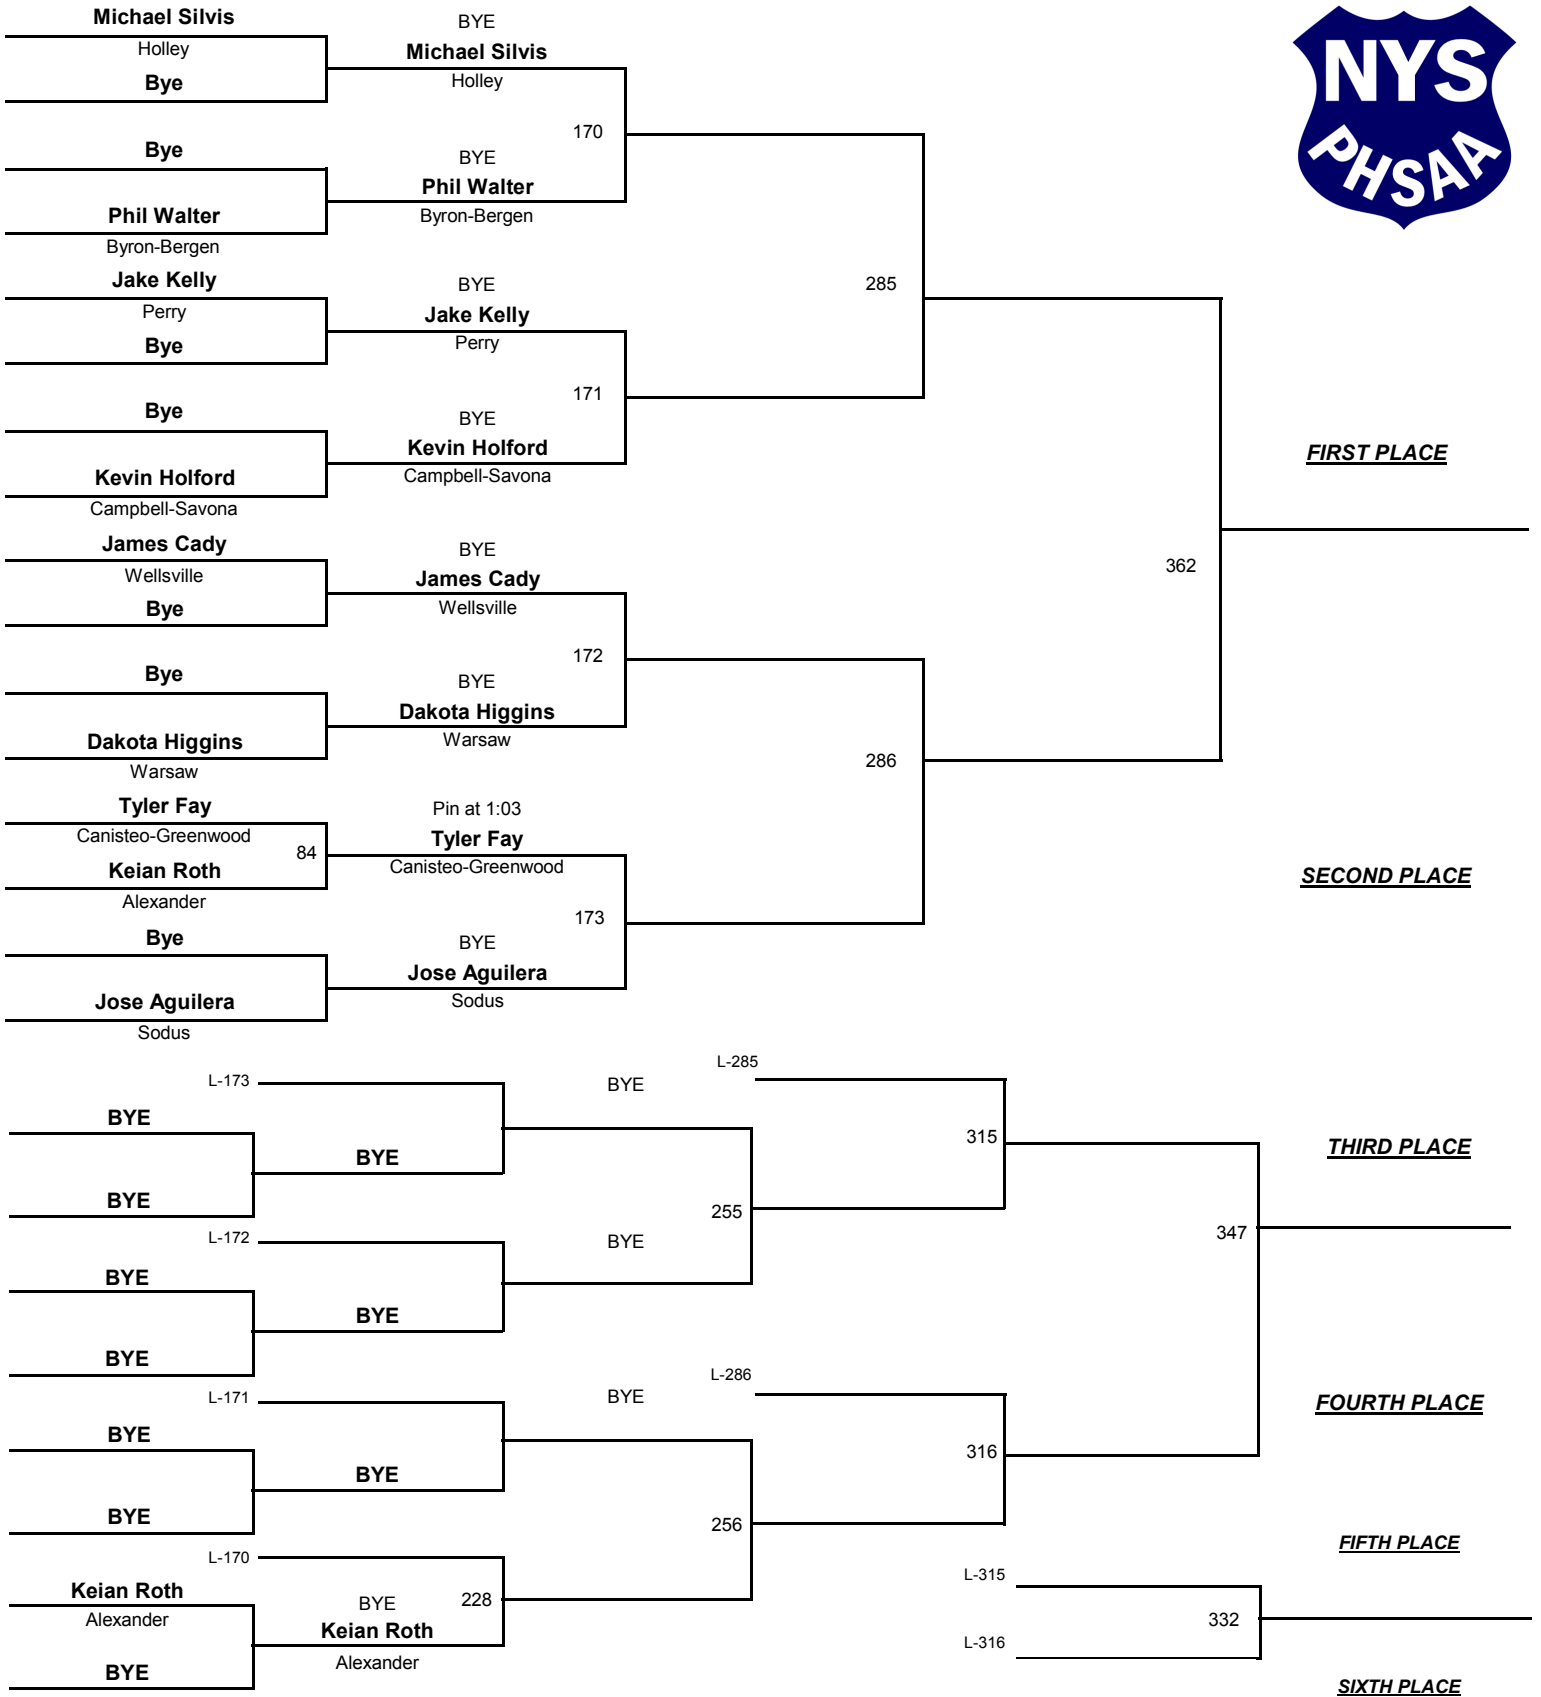 Michael Silvis
Holley
Bye
Bye
Phil Walter
Byron-Bergen
Jake Kelly
Perry
Bye
Bye
Kevin Holford
Campbell-Savona
James Cady
Wellsville
Bye
Bye
Dakota Higgins
Warsaw
Tyler Fay
Canisteo-Greenwood
84
Keian Roth
Alexander
Bye
Jose Aguilera
Sodus
BYE
Michael Silvis
Holley
170
BYE
Phil Walter
Byron-Bergen
BYE
Jake Kelly
Perry
171
BYE
Kevin Holford
Campbell-Savona
BYE
James Cady
Wellsville
172
BYE
Dakota Higgins
Warsaw
Pin at 1:03
Tyler Fay
Canisteo-Greenwood
173
BYE
Jose Aguilera
Sodus
285
286
362
NYS
PHSAA
FIRST PLACE
SECOND PLACE
L-173
BYE
BYE
BYE
L-172
BYE
BYE
BYE
L-171
BYE
BYE
BYE
L-170
Keian Roth
Alexander
BYE
BYE
228
Keian Roth
Alexander
BYE
255
BYE
BYE
256
L-285
315
L-286
316
347
THIRD PLACE
FOURTH PLACE
FIFTH PLACE
L-315
332
L-316
SIXTH PLACE